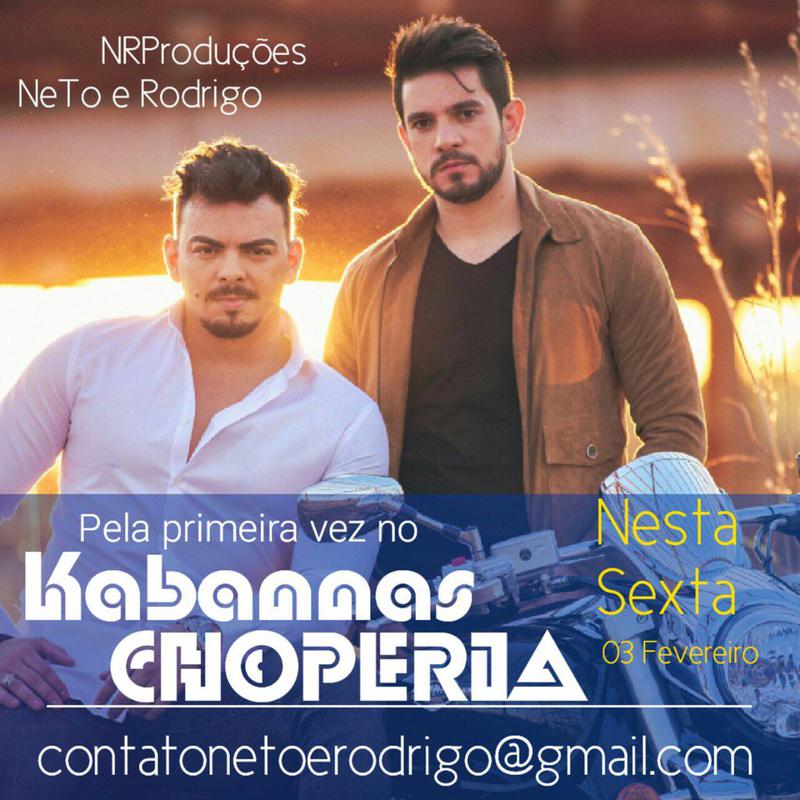 NRProduções
NeTo e Rodrigo
Pela primeira vez no
Kabannas
CHOPERIA
Nesta
Sexta
03 Fevereiro
contatonetoerodrigo@gmail.com